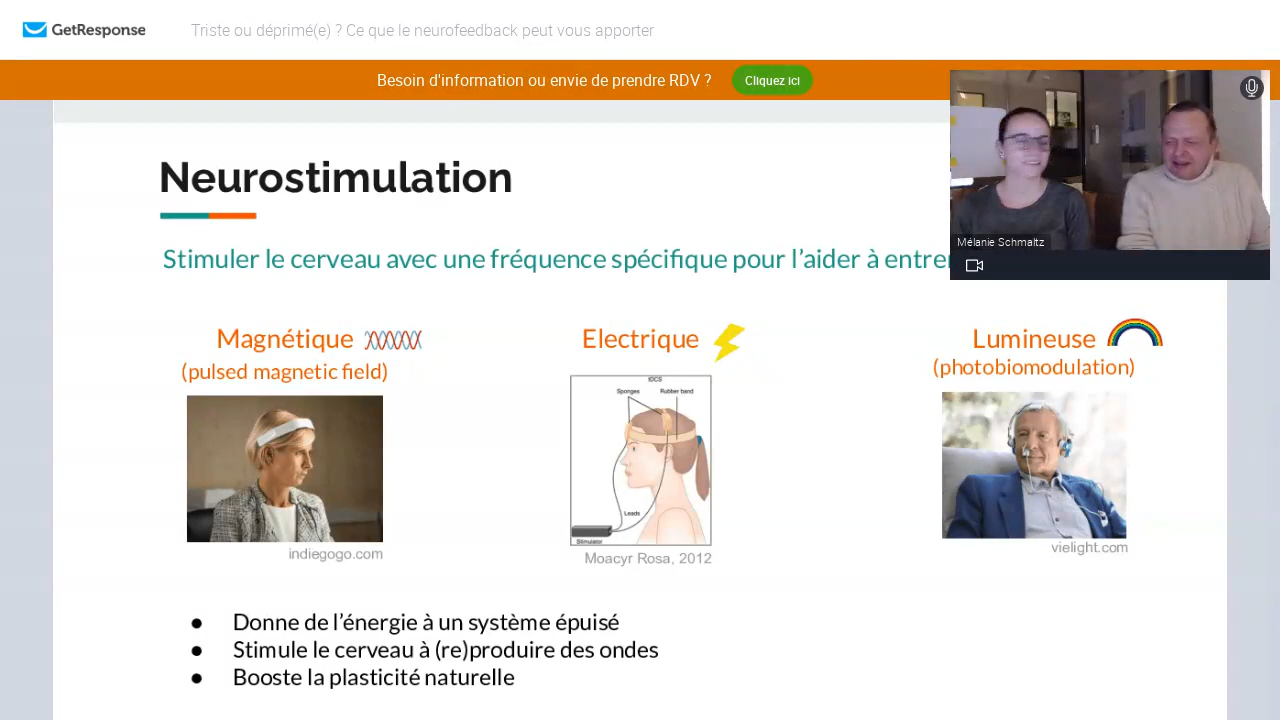 GetResponse
Triste ou déprimé(e) ? Ce que le neurofeedback peut vous apporter
Besoin d'information ou envie de prendre RDV ?
Cliquez ici
Mélanie Schmaltz
Neurostimulation
Stimuler le cerveau avec une fréquence spécifique pour l'aider à entrer
Magnétique
(pulsed magnetic field)
Electrique
Lumineuse
(photobiomodulation)
tDCS
Sponges
Rubber band
Leads
Stimulator
indiegogo.com
Moacyr Rosa, 2012
vielight.com
● Donne de l'énergie à un système épuisé
● Stimule le cerveau à (re)produire des ondes
● Booste la plasticité naturelle